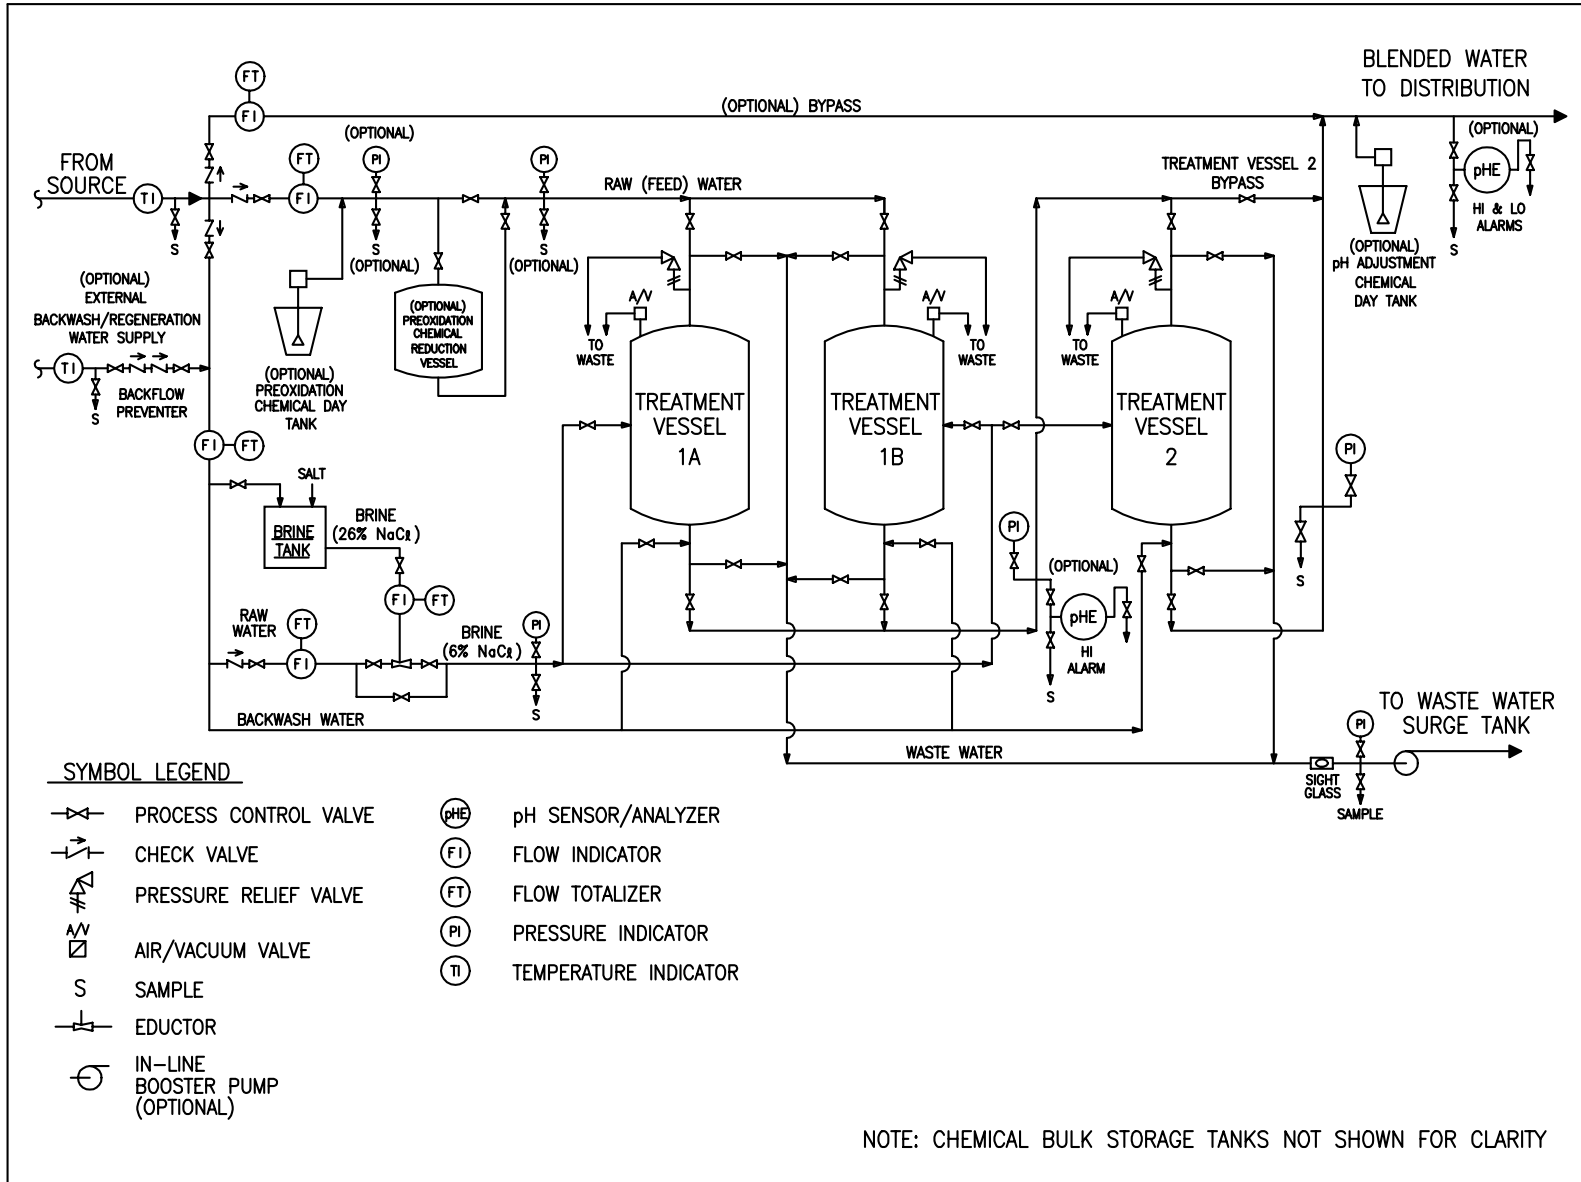 BLENDED WATER
TO DISTRIBUTION
FT
FI
(OPTIONAL) BYPASS
(OPTIONAL)
pHE
HI & LO
ALARMS
S
FROM
SOURCE
TI
S
FT
FI
(OPTIONAL)
PI
S
(OPTIONAL)
PI
S
(OPTIONAL)
RAW (FEED) WATER
TREATMENT VESSEL 2
BYPASS
(OPTIONAL)
pH ADJUSTMENT
CHEMICAL
DAY TANK
(OPTIONAL)
EXTERNAL
BACKWASH/REGENERATION
WATER SUPPLY
TI
S
BACKFLOW
PREVENTER
(OPTIONAL)
PREOXIDATION
CHEMICAL DAY
TANK
(OPTIONAL)
PREOXIDATION
CHEMICAL
REDUCTION
VESSEL
A/V
TO
WASTE
A/V
TO
WASTE
A/V
TO
WASTE
TREATMENT
VESSEL
1A
TREATMENT
VESSEL
1B
TREATMENT
VESSEL
2
PI
S
FI
FT
SALT
BRINE
TANK
BRINE
(26% NaCl)
FI
FT
PI
(OPTIONAL)
pHE
HI
ALARM
S
RAW
WATER
FT
FI
BRINE
(6% NaCl)
PI
S
BACKWASH WATER
WASTE WATER
TO WASTE WATER
SURGE TANK
PI
SIGHT
GLASS
SAMPLE
SYMBOL LEGEND
PROCESS CONTROL VALVE
CHECK VALVE
PRESSURE RELIEF VALVE
A/V
AIR/VACUUM VALVE
S SAMPLE
EDUCTOR
IN-LINE
BOOSTER PUMP
(OPTIONAL)
pHE pH SENSOR/ANALYZER
FI FLOW INDICATOR
FT FLOW TOTALIZER
PI PRESSURE INDICATOR
TI TEMPERATURE INDICATOR
NOTE: CHEMICAL BULK STORAGE TANKS NOT SHOWN FOR CLARITY